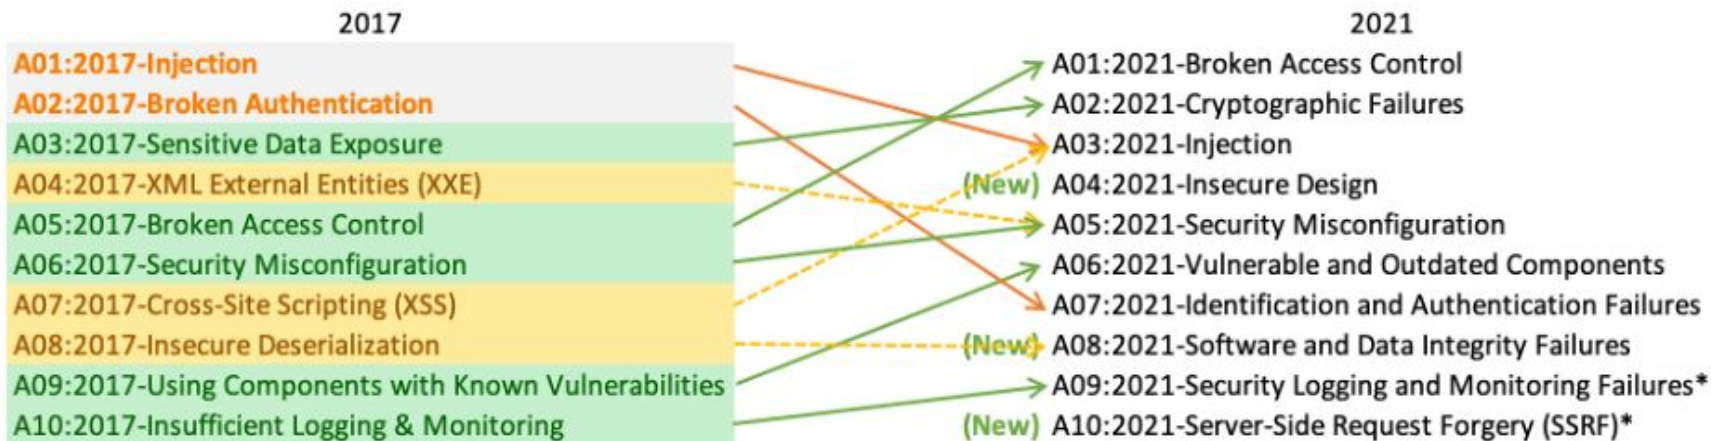 2017
A01:2017-Injection
A02:2017-Broken Authentication
A03:2017-Sensitive Data Exposure
A04:2017-XML External Entities (XXE)
A05:2017-Broken Access Control
A06:2017-Security Misconfiguration
A07:2017-Cross-Site Scripting (XSS)
A08:2017-Insecure Deserialization
A09:2017-Using Components with Known Vulnerabilities
A10:2017-Insufficient Logging & Monitoring
2021
A01:2021-Broken Access Control
A02:2021-Cryptographic Failures
A03:2021-Injection
(New) A04:2021-Insecure Design
A05:2021-Security Misconfiguration
A06:2021-Vulnerable and Outdated Components
A07:2021-Identification and Authentication Failures
(New) A08:2021-Software and Data Integrity Failures
A09:2021-Security Logging and Monitoring Failures*
(New) A10:2021-Server-Side Request Forgery (SSRF)*